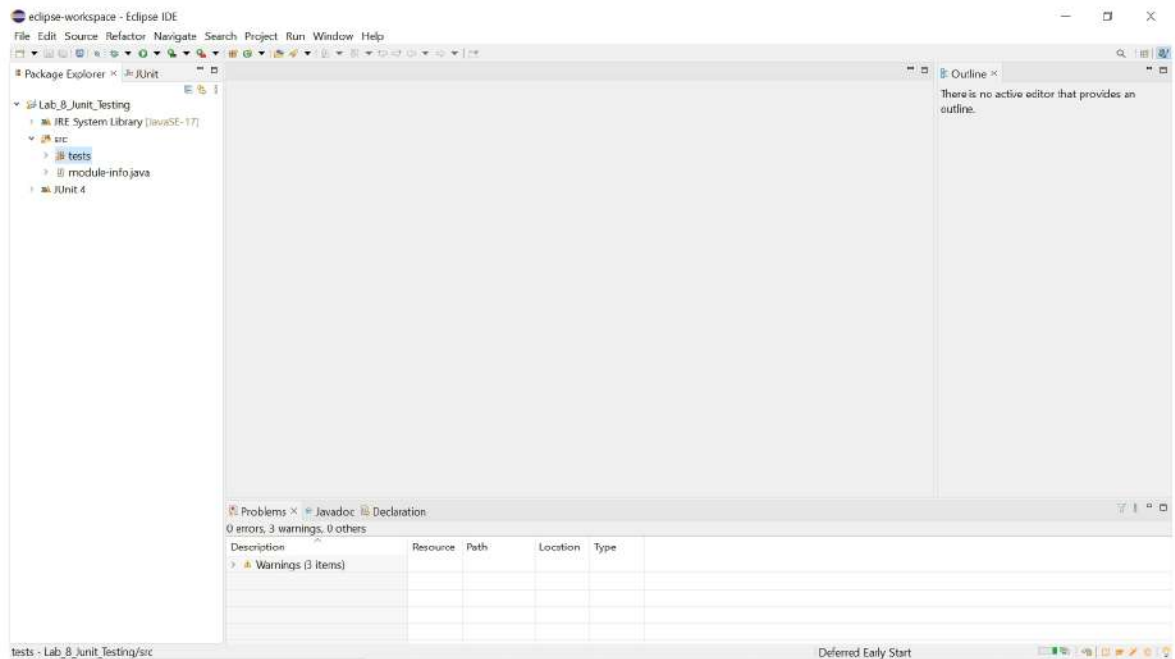 eclipse-workspace - Eclipse IDE
File Edit Source Refactor Navigate Search Project Run Window Help
Package Explorer JUnit
Outline
There is no active editor that provides an
outline.
Lab_8_Junit_Testing
JRE System Library [JavaSE-17]
src
tests
module-info.java
JUnit 4
Problems Javadoc Declaration
0 errors, 3 warnings, 0 others
Description Resource Path Location Type
Warnings (3 items)
tests - Lab_8_Junit_Testing/src
Deferred Early Start